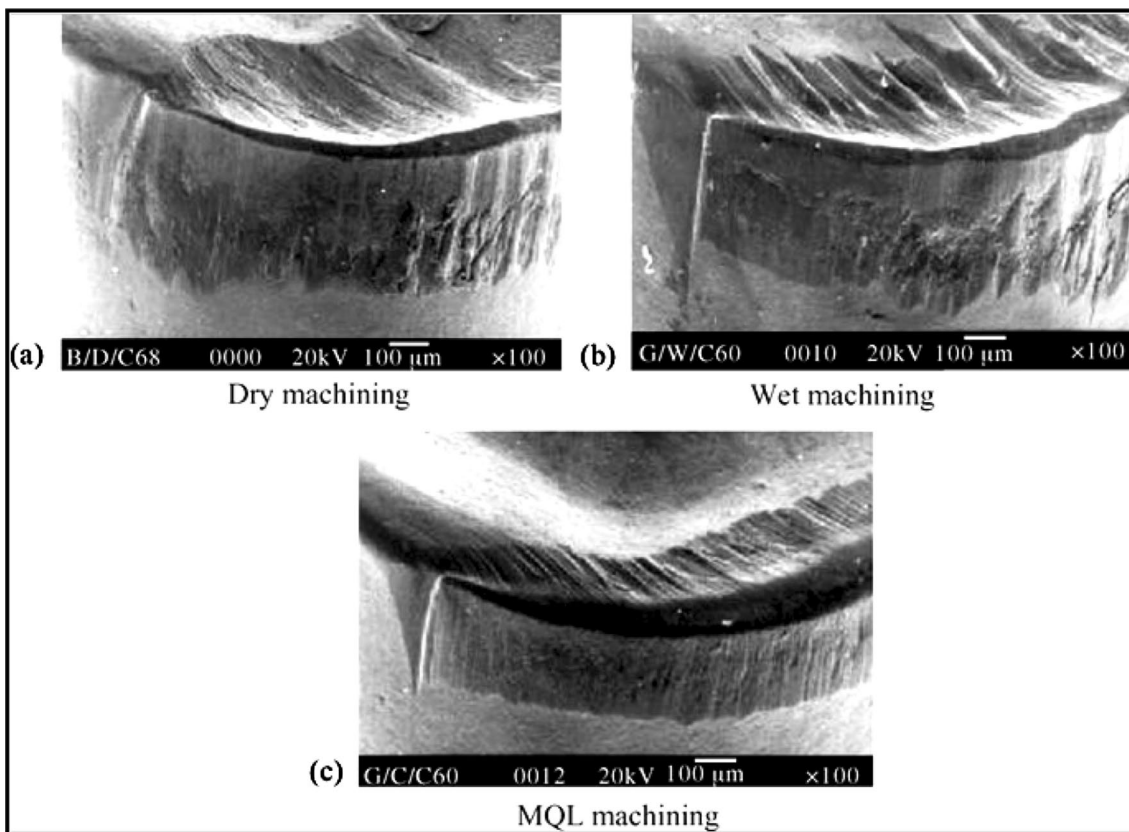 (a) B/D/C68 0000 20kV 100 μm ×100
Dry machining
(b) G/W/C60 0010 20kV 100 μm ×100
Wet machining
(c) G/C/C60 0012 20kV 100 μm ×100
MQL machining